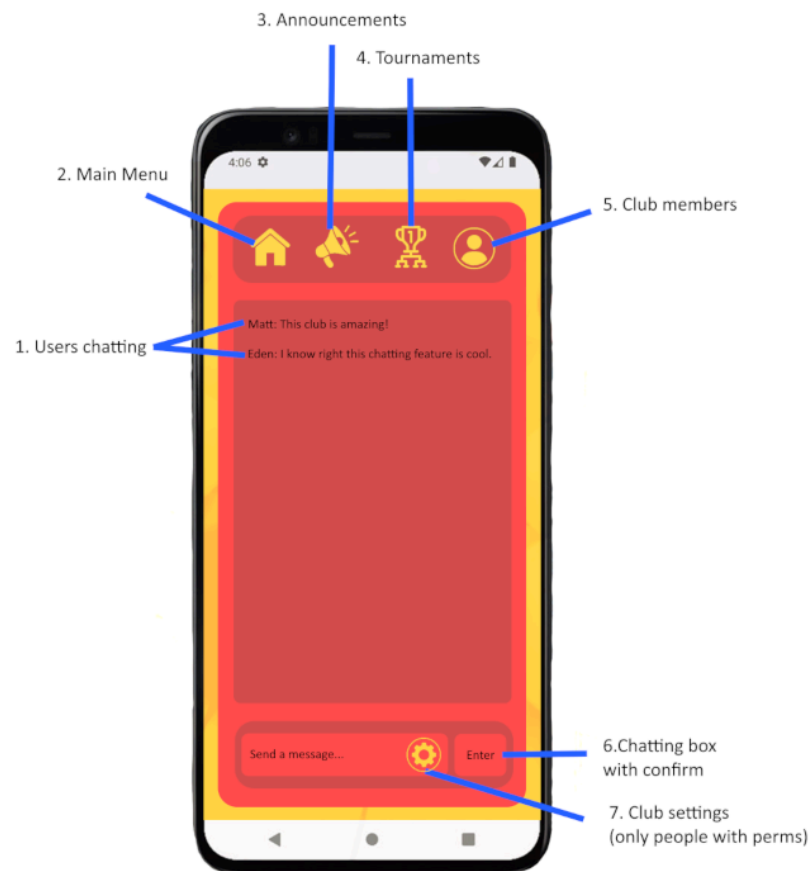 3. Announcements
4. Tournaments
4:06
2. Main Menu
5. Club members
1
Matt: This club is amazing!
1. Users chatting
Eden: I know right this chatting feature is cool.
Send a message...
Enter
6.Chatting box
with confirm
7. Club settings
(only people with perms)